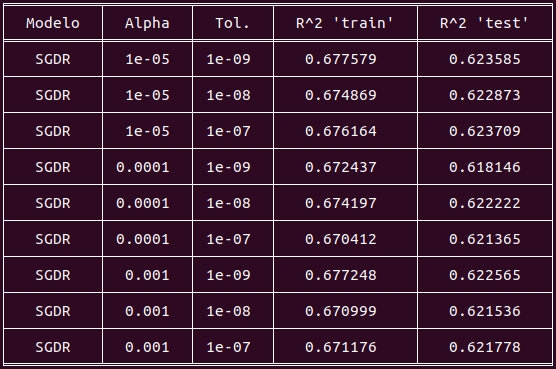 Modelo Alpha Tol. R^2 'train' R^2 'test'
SGDR 1e-05 1e-09 0.677579 0.623585
SGDR 1e-05 1e-08 0.674869 0.622873
SGDR 1e-05 1e-07 0.676164 0.623709
SGDR 0.0001 1e-09 0.672437 0.618146
SGDR 0.0001 1e-08 0.674197 0.622222
SGDR 0.0001 1e-07 0.670412 0.621365
SGDR 0.001 1e-09 0.677248 0.622565
SGDR 0.001 1e-08 0.670999 0.621536
SGDR 0.001 1e-07 0.671176 0.621778